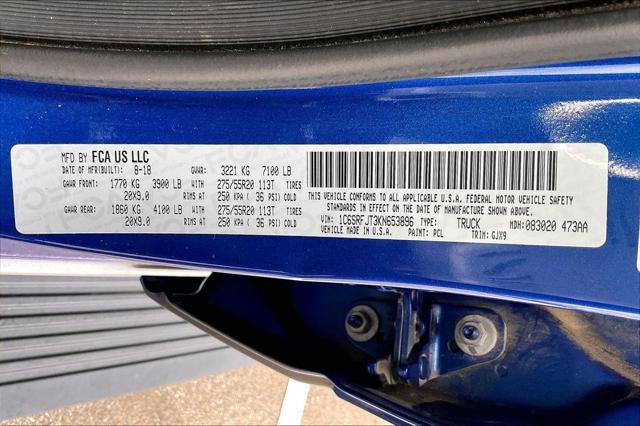 MFD BY FCA US LLC
DATE OF MFR(BUILT): 8-18 GVWR: 3221 KG 7100 LB
GAWR FRONT: 1770 KG 3900 LB WITH 275/55R20 113T TIRES
20X9.0 RIMS AT 250 KPA ( 36 PSI) COLD
GAWR REAR: 1860 KG 4100 LB WITH 275/55R20 113T TIRES
20X9.0 RIMS AT 250 KPA ( 36 PSI) COLD
THIS VEHICLE CONFORMS TO ALL APPLICABLE U.S.A. FEDERAL MOTOR VEHICLE SAFETY
STANDARDS IN EFFECT ON THE DATE OF MANUFACTURE SHOWN ABOVE.
VIN: 1C6SRFJT3KN653896 TYPE: TRUCK MDH: 083020 473AA
VEHICLE MADE IN U.S.A. PAINT: PCL TRIM: GJX9